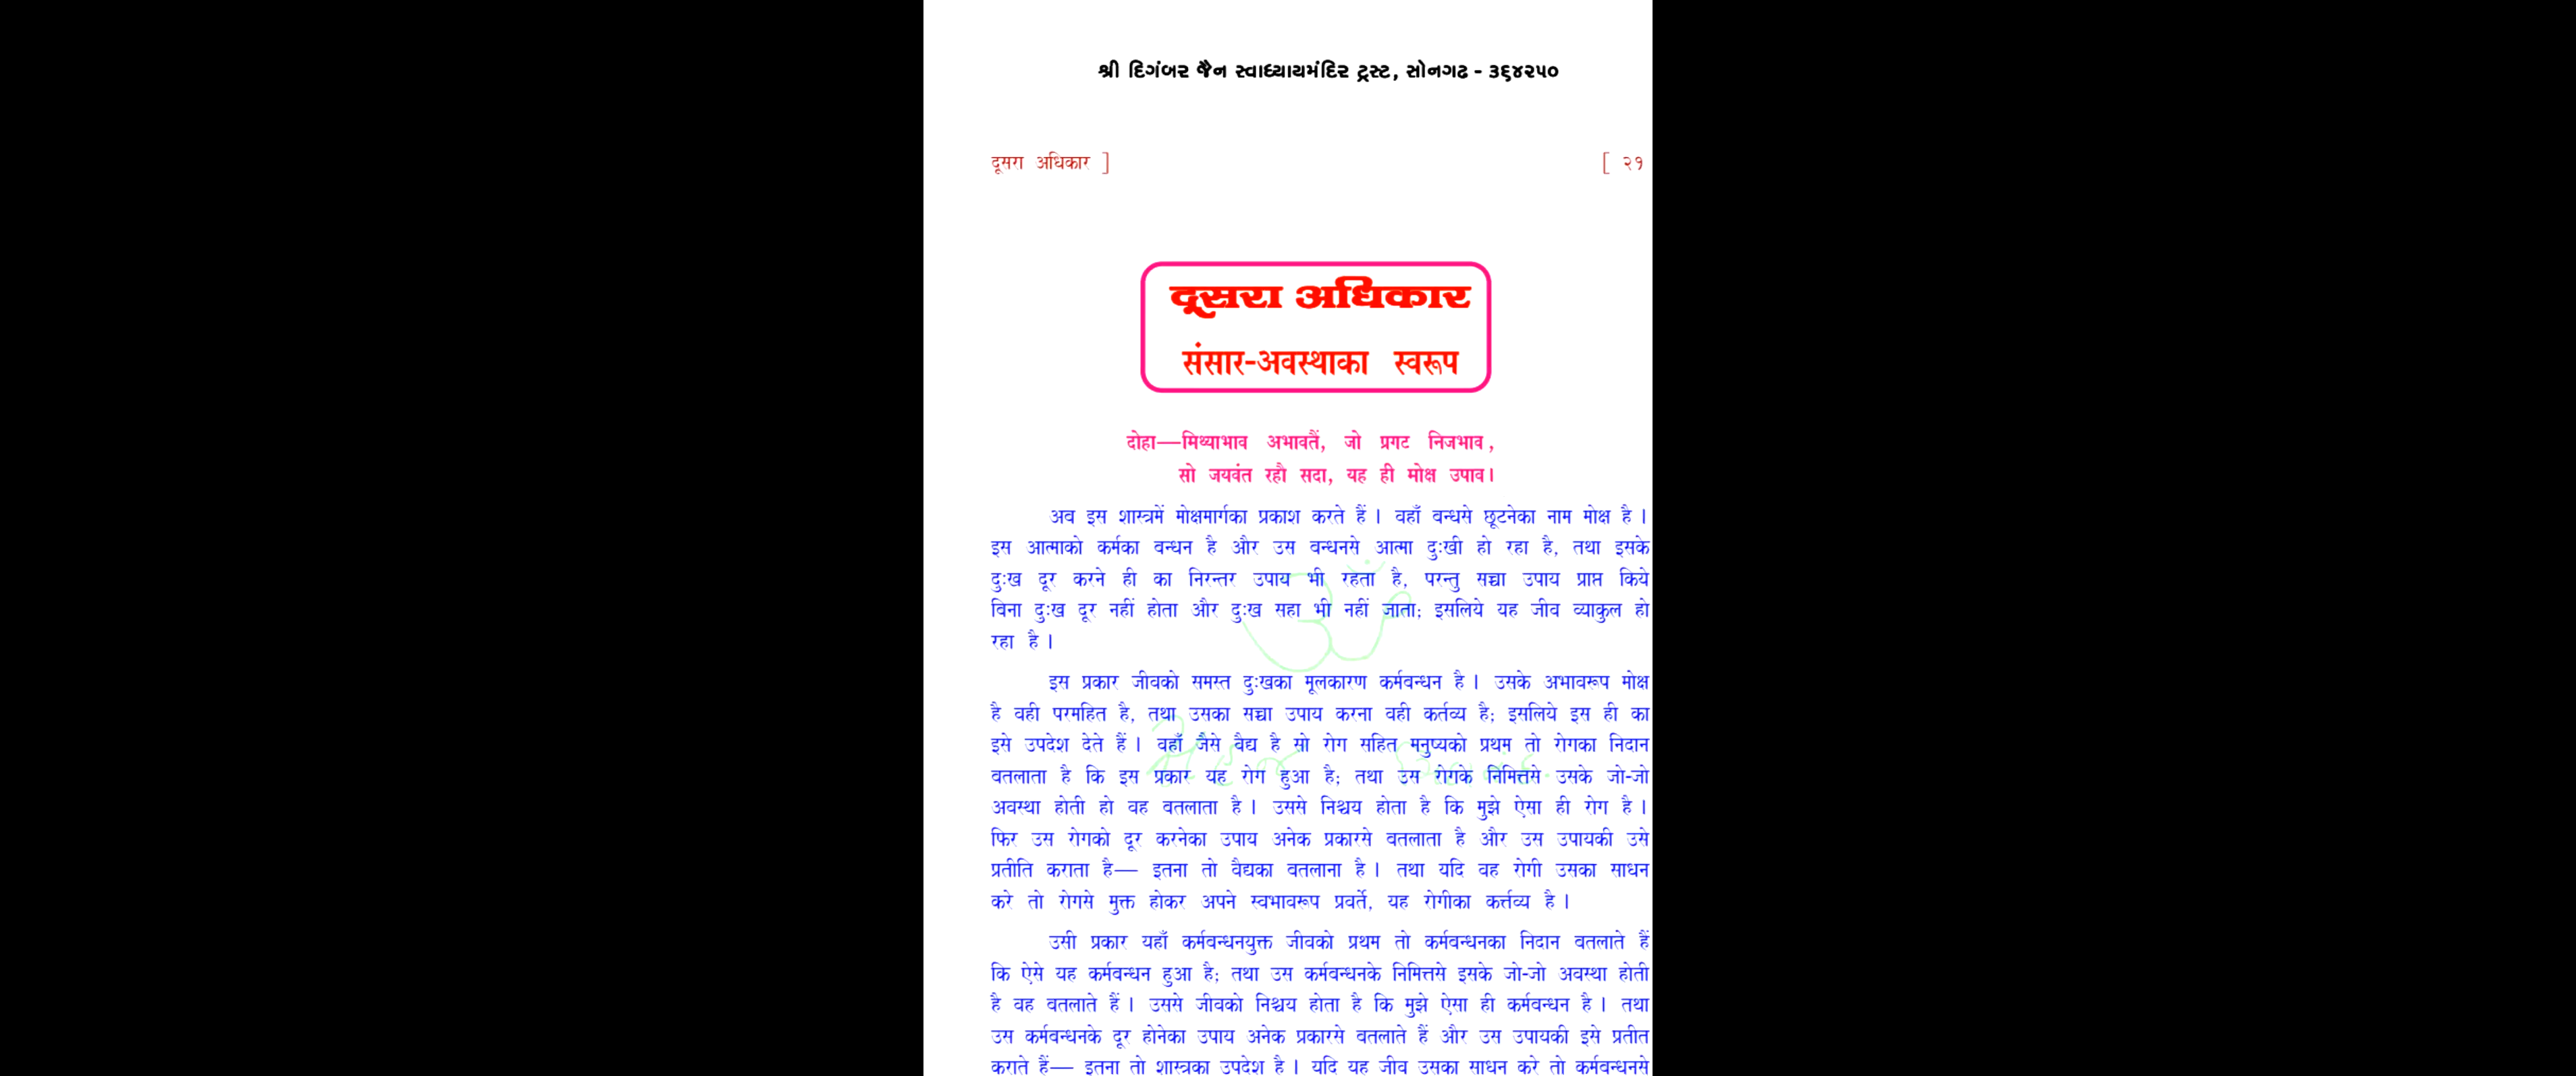 શ્રી દિગંબર જૈન સ્વાધ્યાયમંદિર ટ્રસ્ટ, સોનગઢ - ૩૬૪૨૫૦
दूसरा अधिकार ] [ २१
दूसरा अधिकार
संसार-अवस्थाका स्वरूप
दोहा—मिथ्याभाव अभावतैं, जो प्रगट निजभाव,
सो जयवंत रहौ सदा, यह ही मोक्ष उपाव।
अब इस शास्त्रमें मोक्षमार्गका प्रकाश करते हैं। वहाँ बन्धसे छूटनेका नाम मोक्ष है।
इस आत्माको कर्मका बन्धन है और उस बन्धनसे आत्मा दुःखी हो रहा है, तथा इसके
दुःख दूर करने ही का निरन्तर उपाय भी रहता है, परन्तु सच्चा उपाय प्राप्त किये
बिना दुःख दूर नहीं होता और दुःख सहा भी नहीं जाता; इसलिये यह जीव व्याकुल हो
रहा है।
इस प्रकार जीवको समस्त दुःखका मूलकारण कर्मबन्धन है। उसके अभावरूप मोक्ष
है वही परमहित है, तथा उसका सच्चा उपाय करना वही कर्तव्य है; इसलिये इस ही का
इसे उपदेश देते हैं। वहाँ जैसे वैद्य है सो रोग सहित मनुष्यको प्रथम तो रोगका निदान
बतलाता है कि इस प्रकार यह रोग हुआ है; तथा उस रोगके निमित्तसे उसके जो-जो
अवस्था होती हो वह बतलाता है। उससे निश्चय होता है कि मुझे ऐसा ही रोग है।
फिर उस रोगको दूर करनेका उपाय अनेक प्रकारसे बतलाता है और उस उपायकी उसे
प्रतीति कराता है— इतना तो वैद्यका बतलाना है। तथा यदि वह रोगी उसका साधन
करे तो रोगसे मुक्त होकर अपने स्वभावरूप प्रवर्ते, यह रोगीका कर्त्तव्य है।
उसी प्रकार यहाँ कर्मबन्धनयुक्त जीवको प्रथम तो कर्मबन्धनका निदान बतलाते हैं
कि ऐसे यह कर्मबन्धन हुआ है; तथा उस कर्मबन्धनके निमित्तसे इसके जो-जो अवस्था होती
है वह बतलाते हैं। उससे जीवको निश्चय होता है कि मुझे ऐसा ही कर्मबन्धन है। तथा
उस कर्मबन्धनके दूर होनेका उपाय अनेक प्रकारसे बतलाते हैं और उस उपायकी इसे प्रतीत
कराते हैं— इतना तो शास्त्रका उपदेश है। यदि यह जीव उसका साधन करे तो कर्मबन्धनसे